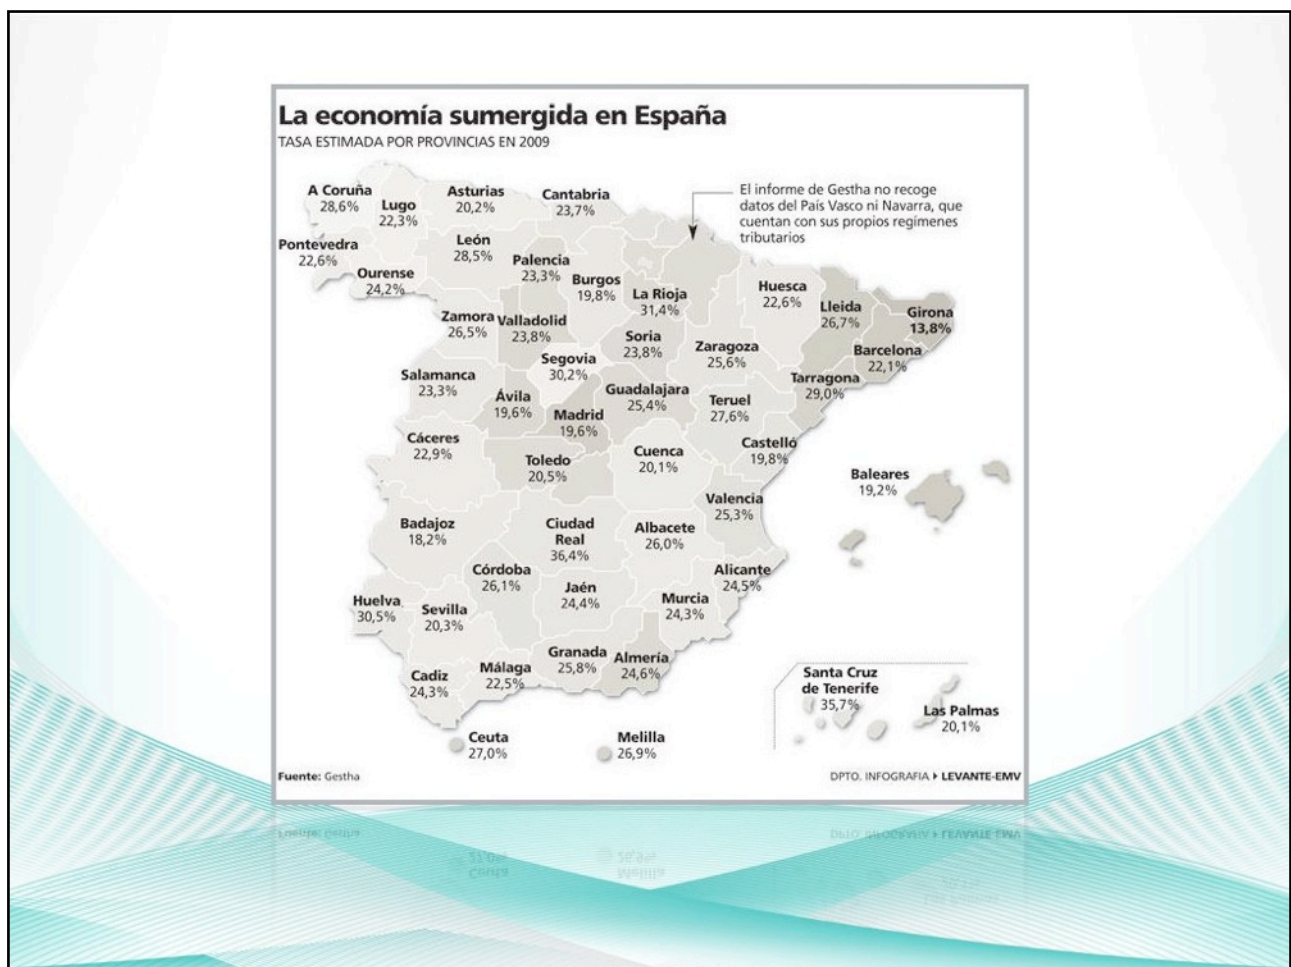 La economía sumergida en España
TASA ESTIMADA POR PROVINCIAS EN 2009
El informe de Gestha no recoge
datos del País Vasco ni Navarra, que
cuentan con sus propios regímenes
tributarios
A Coruña
28,6%
Lugo
22,3%
Asturias
20,2%
Cantabria
23,7%
Pontevedra
22,6%
Ourense
24,2%
León
28,5%
Palencia
23,3%
Burgos
19,8%
La Rioja
31,4%
Huesca
22,6%
Lleida
26,7%
Girona
13,8%
Zamora
26,5%
Valladolid
23,8%
Soria
23,8%
Zaragoza
25,6%
Barcelona
22,1%
Segovia
30,2%
Salamanca
23,3%
Ávila
19,6%
Madrid
19,6%
Guadalajara
25,4%
Teruel
27,6%
Tarragona
29,0%
Cáceres
22,9%
Toledo
20,5%
Cuenca
20,1%
Castelló
19,8%
Baleares
19,2%
Valencia
25,3%
Badajoz
18,2%
Ciudad
Real
36,4%
Albacete
26,0%
Córdoba
26,1%
Jaén
24,4%
Alicante
24,5%
Murcia
24,3%
Huelva
30,5%
Sevilla
20,3%
Granada
25,8%
Almería
24,6%
Cadiz
24,3%
Málaga
22,5%
Santa Cruz
de Tenerife
35,7%
Las Palmas
20,1%
Ceuta
27,0%
Melilla
26,9%
Fuente: Gestha
DPTO. INFOGRAFIA LEVANTE-EMV